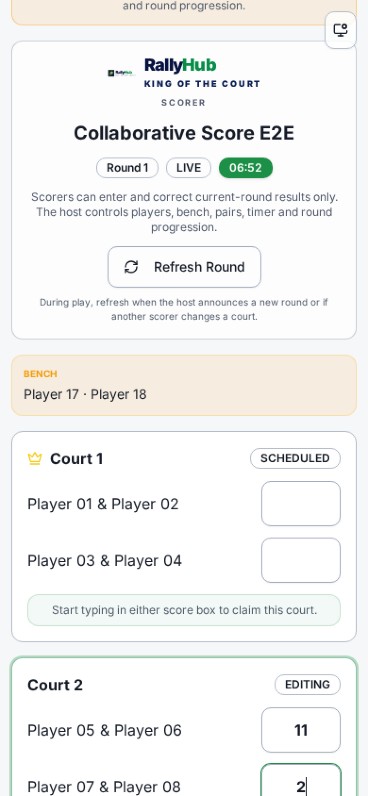 and round progression.
RallyHub
RallyHub
KING OF THE COURT
SCORER
Collaborative Score E2E
Round 1
LIVE
06:52
Scorers can enter and correct current-round results only.
The host controls players, bench, pairs, timer and round
progression.
Refresh Round
During play, refresh when the host announces a new round or if
another scorer changes a court.
BENCH
Player 17 · Player 18
Court 1
SCHEDULED
Player 01 & Player 02
Player 03 & Player 04
Start typing in either score box to claim this court.
Court 2
EDITING
Player 05 & Player 06
11
Player 07 & Player 08
2